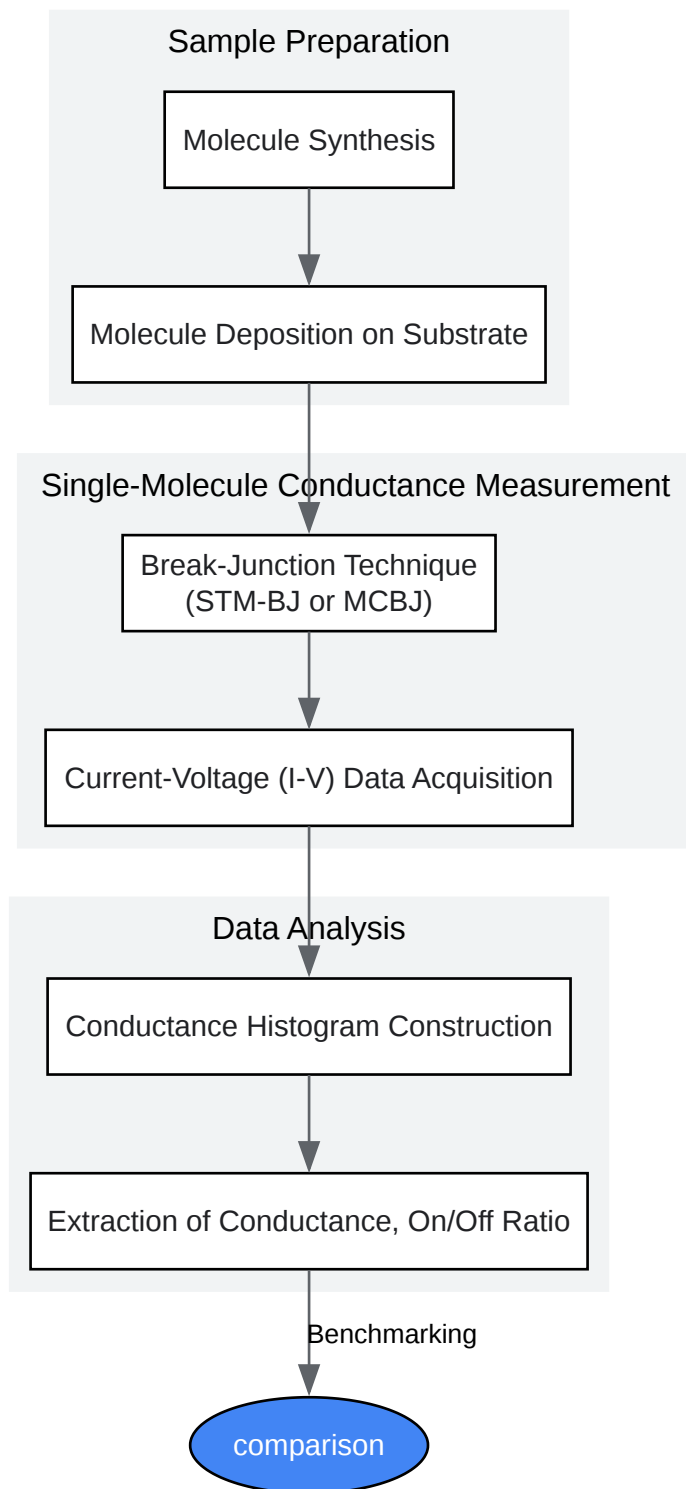 Sample Preparation
Molecule Synthesis
Molecule Deposition on Substrate
Single-Molecule Conductance Measurement
Break-Junction Technique
(STM-BJ or MCBJ)
Current-Voltage (I-V) Data Acquisition
Data Analysis
Conductance Histogram Construction
Extraction of Conductance, On/Off Ratio
Benchmarking
comparison